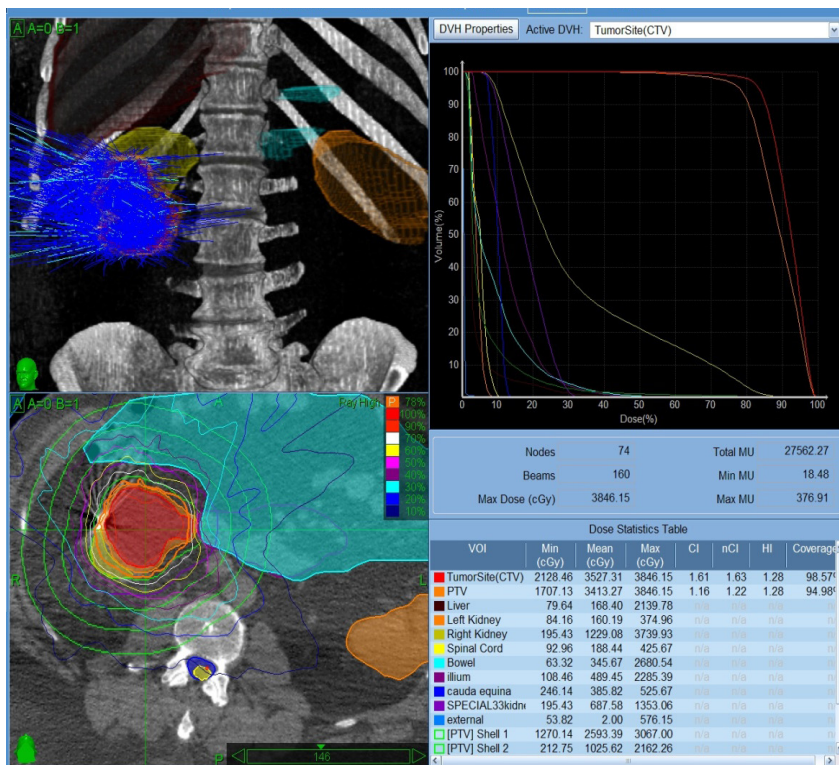 DVH Properties Active DVH: TumorSite(CTV)
A A=0 B=1
100
90
80
70
60
50
40
30
20
10
Volume(%)
0 10 20 30 40 50 60 70 80 90 100
Dose(%)
A A=0 B=1
A
Ray High
P 78%
100%
90%
70%
60%
50%
40%
30%
20%
10%
R
L
P
146
Nodes 74 Total MU 27562.27
Beams 160 Min MU 18.48
Max Dose (cGy) 3846.15 Max MU 376.91
Dose Statistics Table
VOI Min (cGy) Mean (cGy) Max (cGy) CI nCI HI Coverage
TumorSite(CTV) 2128.46 3527.31 3846.15 1.61 1.63 1.28 98.57%
PTV 1707.13 3413.27 3846.15 1.16 1.22 1.28 94.98%
Liver 79.64 168.40 2139.78 n/a n/a n/a
Left Kidney 84.16 160.19 374.96 n/a n/a n/a
Right Kidney 195.43 1229.08 3739.93 n/a n/a n/a
Spinal Cord 92.96 188.44 425.67 n/a n/a n/a
Bowel 63.32 345.67 2680.54 n/a n/a n/a
illium 108.46 489.45 2285.39 n/a n/a n/a
cauda equina 246.14 385.82 525.67 n/a n/a n/a
SPECIAL33kidn 195.43 687.58 1353.06 n/a n/a n/a
external 53.82 2.00 576.15 n/a n/a n/a
[PTV] Shell 1 1270.14 2593.39 3067.00 n/a n/a n/a
[PTV] Shell 2 212.75 1025.62 2162.26 n/a n/a n/a